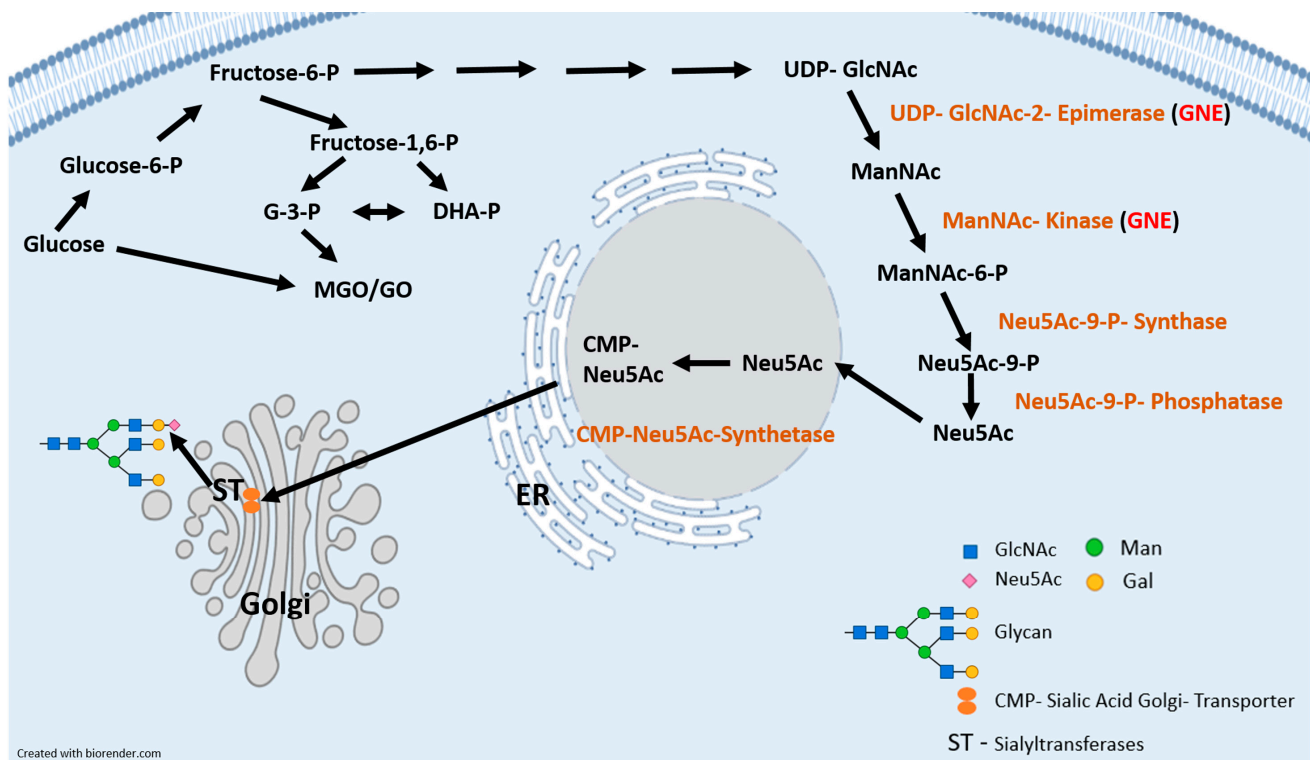 Fructose-6-P
UDP- GlcNAc
UDP- GlcNAc-2- Epimerase (GNE)
Fructose-1,6-P
Glucose-6-P
ManNAc
G-3-P
DHA-P
ManNAc- Kinase (GNE)
Glucose
ManNAc-6-P
MGO/GO
Neu5Ac-9-P- Synthase
CMP-
Neu5Ac
Neu5Ac
Neu5Ac-9-P
Neu5Ac-9-P- Phosphatase
CMP-Neu5Ac-Synthetase
Neu5Ac
ST
ER
Golgi
GlcNAc
Man
Neu5Ac
Gal
Glycan
CMP- Sialic Acid Golgi- Transporter
ST - Sialyltransferases
Created with biorender.com